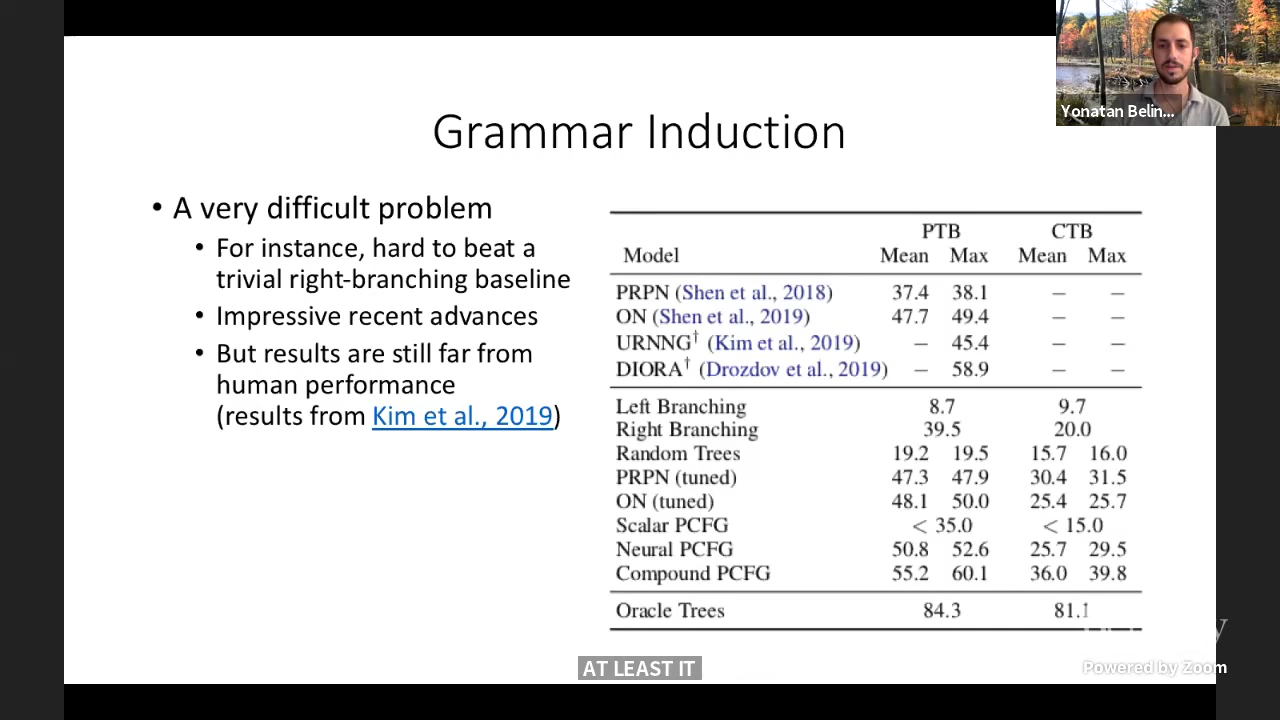 Yonatan Belin...
Grammar Induction
• A very difficult problem
• For instance, hard to beat a
trivial right-branching baseline
• Impressive recent advances
• But results are still far from
human performance
(results from Kim et al., 2019)
PTB CTB
Model Mean Max Mean Max
PRPN (Shen et al., 2018) 37.4 38.1 – –
ON (Shen et al., 2019) 47.7 49.4 – –
URNNG† (Kim et al., 2019) – 45.4 – –
DIORA† (Drozdov et al., 2019) – 58.9 – –
Left Branching 8.7 9.7
Right Branching 39.5 20.0
Random Trees 19.2 19.5 15.7 16.0
PRPN (tuned) 47.3 47.9 30.4 31.5
ON (tuned) 48.1 50.0 25.4 25.7
Scalar PCFG < 35.0 < 15.0
Neural PCFG 50.8 52.6 25.7 29.5
Compound PCFG 55.2 60.1 36.0 39.8
Oracle Trees 84.3 81.1
AT LEAST IT
Powered by Zoom